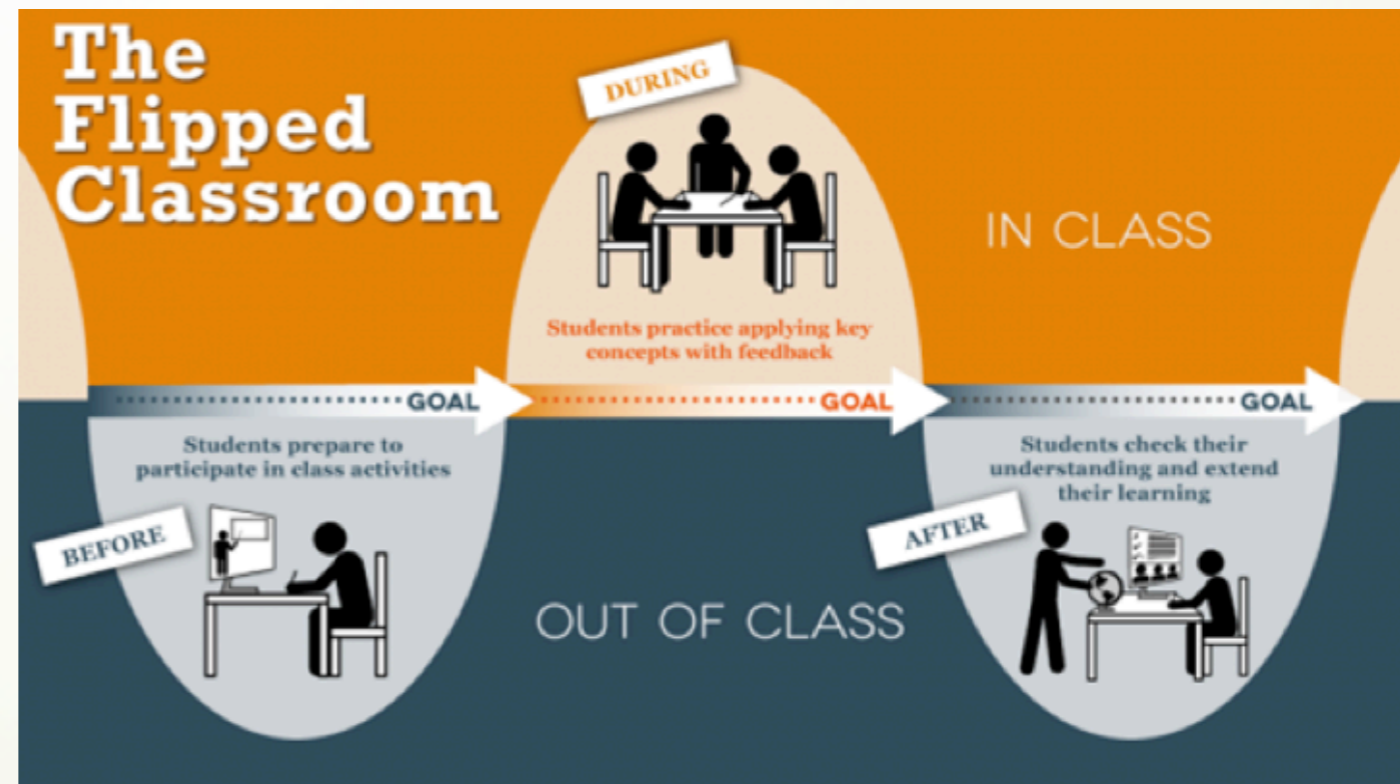 The
Flipped
Classroom
DURING
IN CLASS
Students practice applying key
concepts with feedback
GOAL
GOAL
GOAL
Students prepare to
participate in class activities
BEFORE
OUT OF CLASS
Students check their
understanding and extend
their learning
AFTER